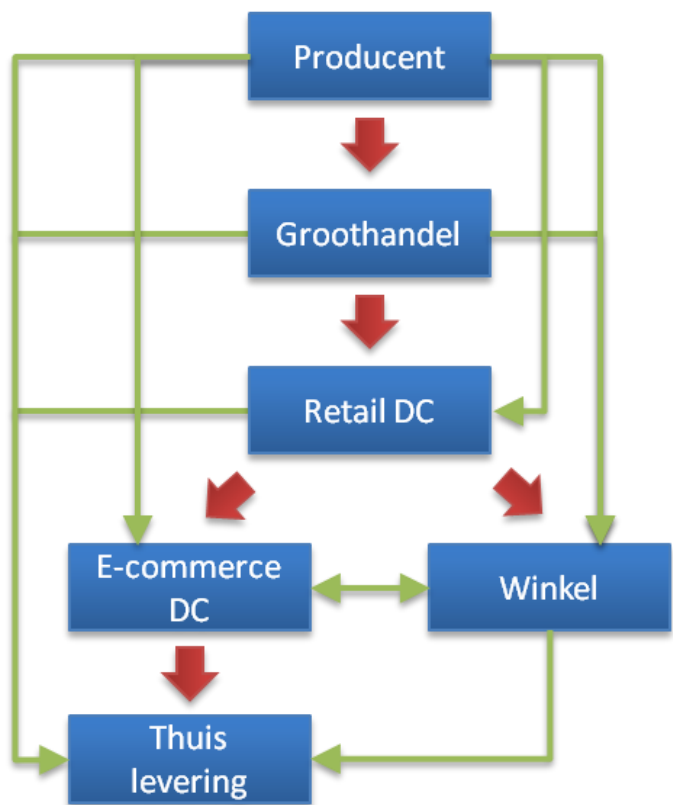 Producent
Groothandel
Retail DC
E-commerce
DC
Winkel
Thuis
levering